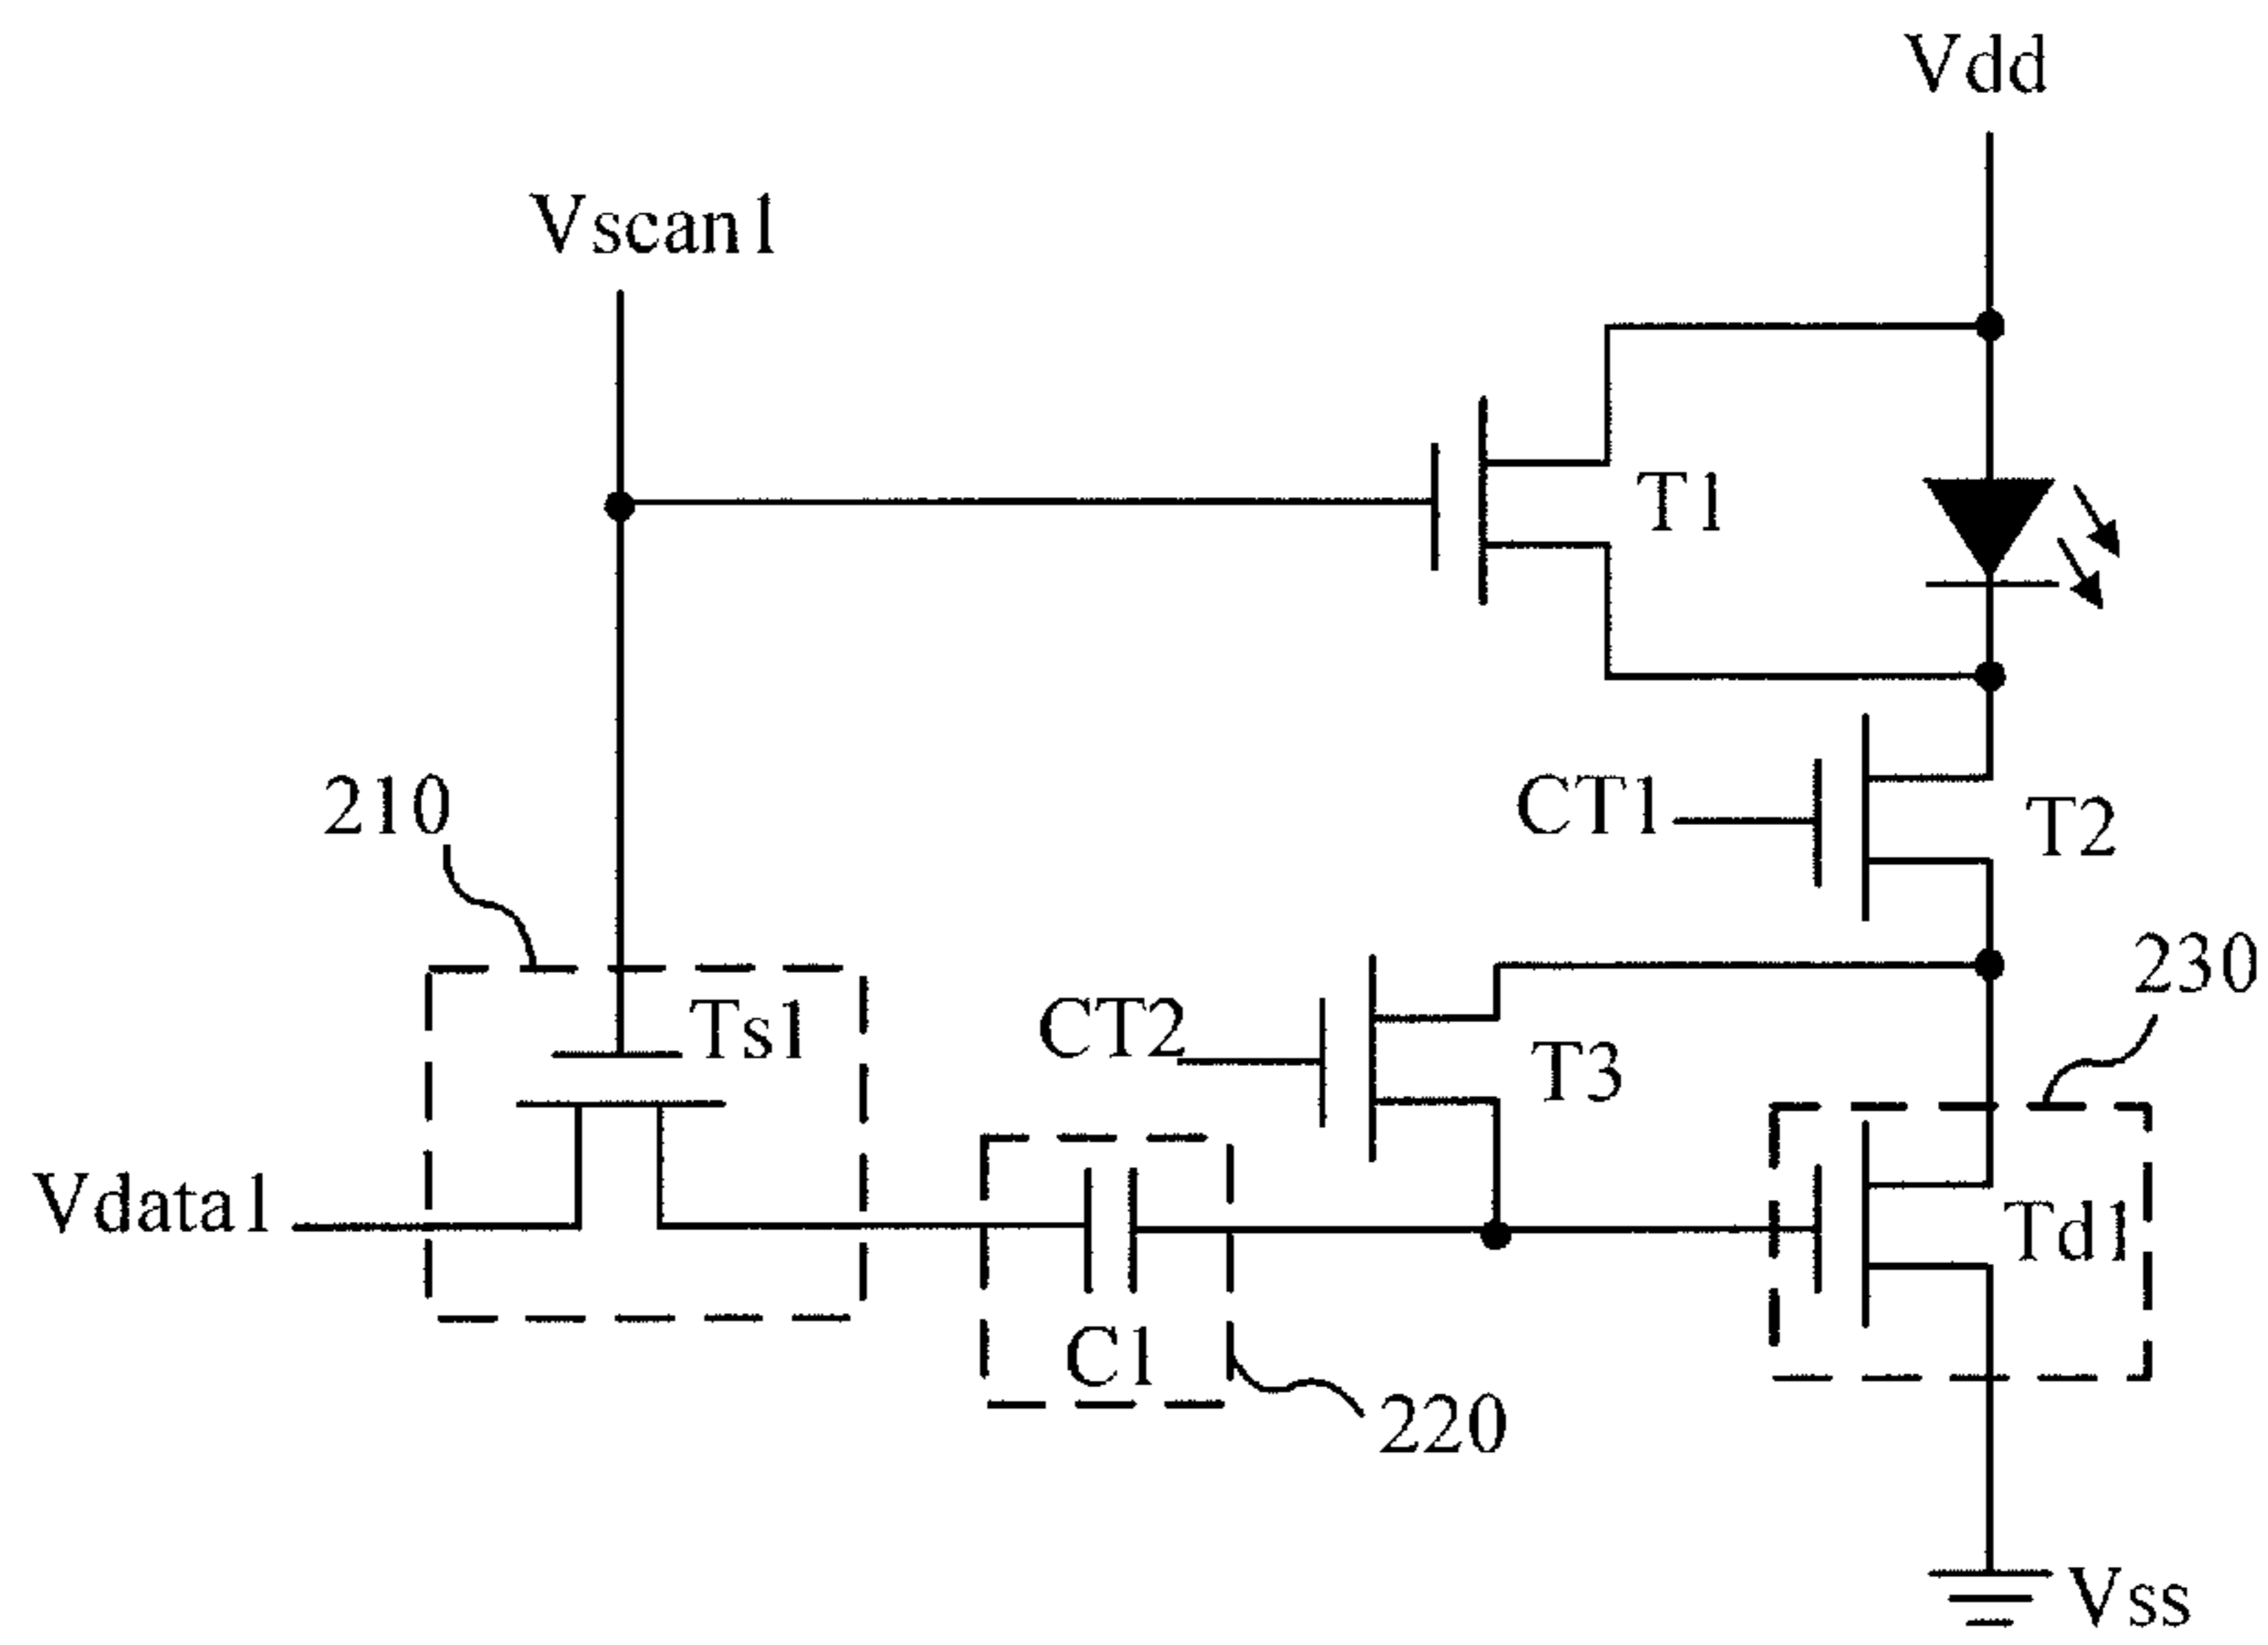 Vdd
Vscan1
T1
210
CT1
T2
230
Ts1
CT2
T3
Vdata1
Td1
C1
220
Vss